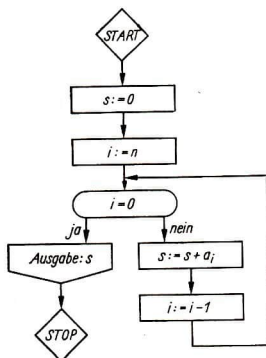 START
s:=0
i:=n
i=0
ja
nein
Ausgabe: s
s:=s+aᵢ
STOP
i:=i-1